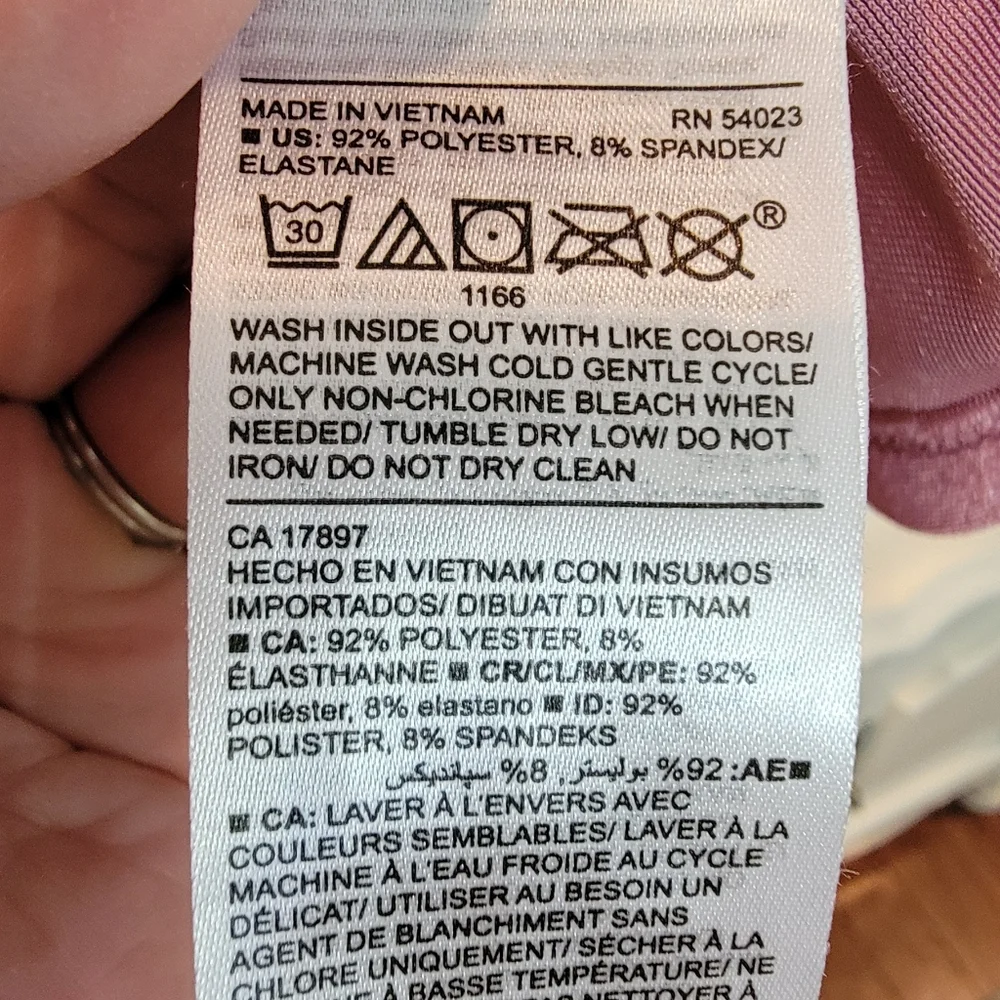 MADE IN VIETNAM RN 54023
US: 92% POLYESTER, 8% SPANDEX/
ELASTANE
30 ®
1166
WASH INSIDE OUT WITH LIKE COLORS/
MACHINE WASH COLD GENTLE CYCLE/
ONLY NON-CHLORINE BLEACH WHEN
NEEDED/ TUMBLE DRY LOW/ DO NOT
IRON/ DO NOT DRY CLEAN
CA 17897
HECHO EN VIETNAM CON INSUMOS
IMPORTADOS/ DIBUAT DI VIETNAM
■ CA: 92% POLYESTER, 8%
ÉLASTHANNE ■ CR/CL/MX/PE: 92%
poliéster, 8% elastano ■ ID: 92%
POLISTER, 8% SPANDEKS
■AE: 92% بوليستر, 8% سباندیکس
■ CA: LAVER À L'ENVERS AVEC
COULEURS SEMBLABLES/ LAVER À LA
MACHINE À L'EAU FROIDE AU CYCLE
DÉLICAT/ UTILISER AU BESOIN UN
AGENT DE BLANCHIMENT SANS
CHLORE UNIQUEMENT/ SÉCHER À LA
À BASSE TEMPÉRATURE/ NE
NETTOYER À